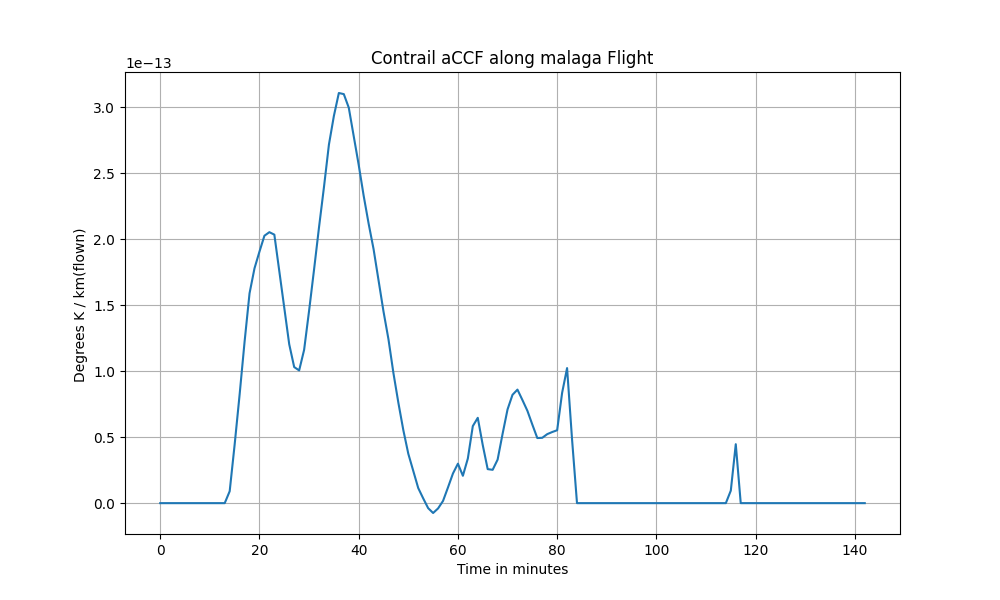 Contrail aCCF along malaga Flight
1e−13
3.0
2.5
2.0
1.5
1.0
0.5
0.0
Degrees K / km(flown)
0 20 40 60 80 100 120 140
Time in minutes